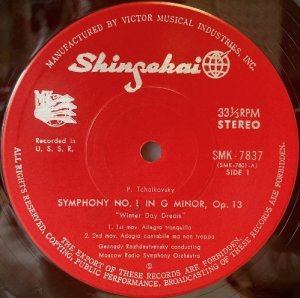 MANUFACTURED BY VICTOR MUSICAL INDUSTRIES, INC.
Shinsekai
33⅓RPM
STEREO
Recorded in
U.S.S.R.
SMK-7837
(SMK-7801-A)
SIDE 1
P. Tchaikovsky
SYMPHONY NO. 1 IN G MINOR, Op. 13
"Winter Day Dream"
1: 1st mov. Allegro tranquillo
2: 2nd mov. Adagio cantabile ma non troppo
Gennady Rozhdestvensky conducting
Moscow Radio Symphony Orchestra
ALL RIGHTS RESERVED. COPYING, PUBLIC PERFORMANCE, BROADCASTING OF THESE RECORDS ARE FORBIDDEN.
THE EXPORT OF THESE RECORDS ARE FORBIDDEN.